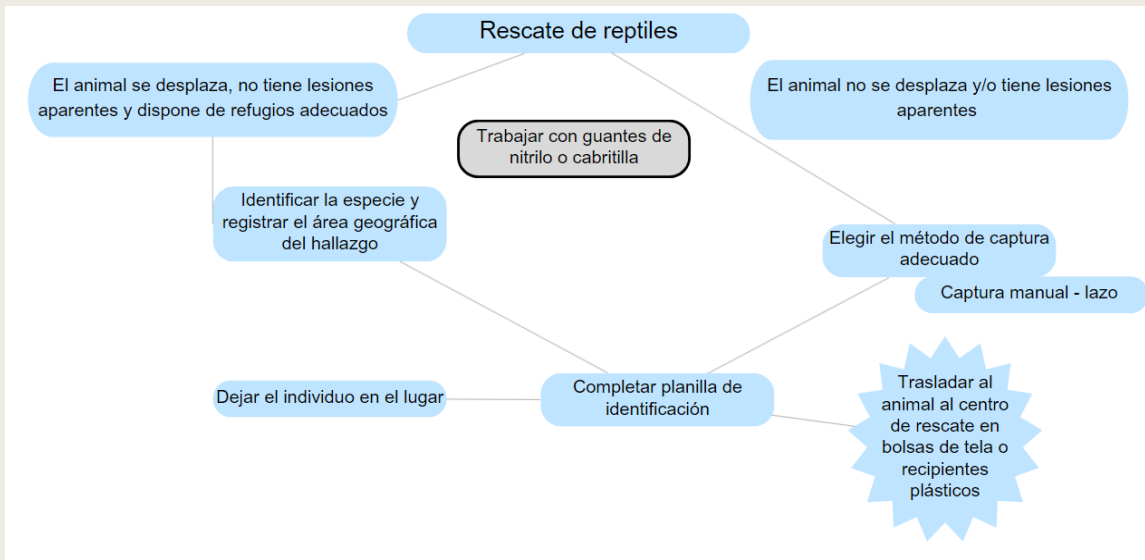 Rescate de reptiles
El animal se desplaza, no tiene lesiones
aparentes y dispone de refugios adecuados
El animal no se desplaza y/o tiene lesiones
aparentes
Trabajar con guantes de
nitrilo o cabritilla
Identificar la especie y
registrar el área geográfica
del hallazgo
Elegir el método de captura
adecuado
Captura manual - lazo
Dejar el individuo en el lugar
Completar planilla de
identificación
Trasladar al
animal al centro
de rescate en
bolsas de tela o
recipientes
plásticos